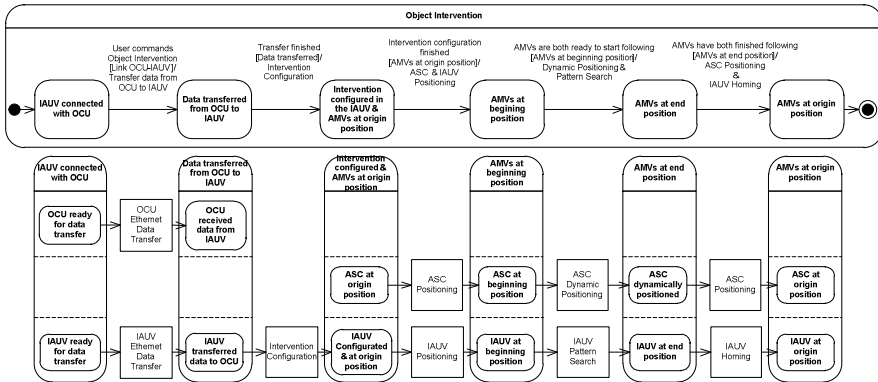 Object Intervention
User commands
Object Intervention
[Link OCU-IAUV]/
Transfer data from
OCU to IAUV
Transfer finished
[Data transferred]/
Intervention
Configuration
Intervention configuration
finished
[AMVs at origin position]/
ASC & IAUV
Positioning
AMVs are both ready to start following
[AMVs at beginning position]/
Dynamic Positioning &
Pattern Search
AMVs have both finished following
[AMVs at end position]/
ASC Positioning
&
IAUV Homing
IAUV connected
with OCU
Data transferred
from OCU to IAUV
Intervention
configured in
the IAUV &
AMVs at origin
position
AMVs at
begining
position
AMVs at end
position
AMVs at origin
position
IAUV connected
with OCU
Data transferred
from OCU to
IAUV
Intervention
configured &
AMVs at origin
position
AMVs at
beginning
position
AMVs at end
position
AMVs at origin
position
OCU ready
for data
transfer
OCU
Ethernet
Data
Transfer
OCU
received
data from
IAUV
ASC at
origin
position
ASC
Positioning
ASC at
beginning
position
ASC
Dynamic
Positioning
ASC
dynamically
positioned
ASC
Positioning
ASC at
origin
position
IAUV ready
for data
transfer
IAUV
Ethernet
Data
Transfer
IAUV
transferred
data to OCU
Intervention
Configuration
IAUV
Configurated
& at origin
position
IAUV
Positioning
IAUV at
beginning
position
IAUV
Pattern
Search
IAUV at end
position
IAUV
Homing
IAUV at
origin
position